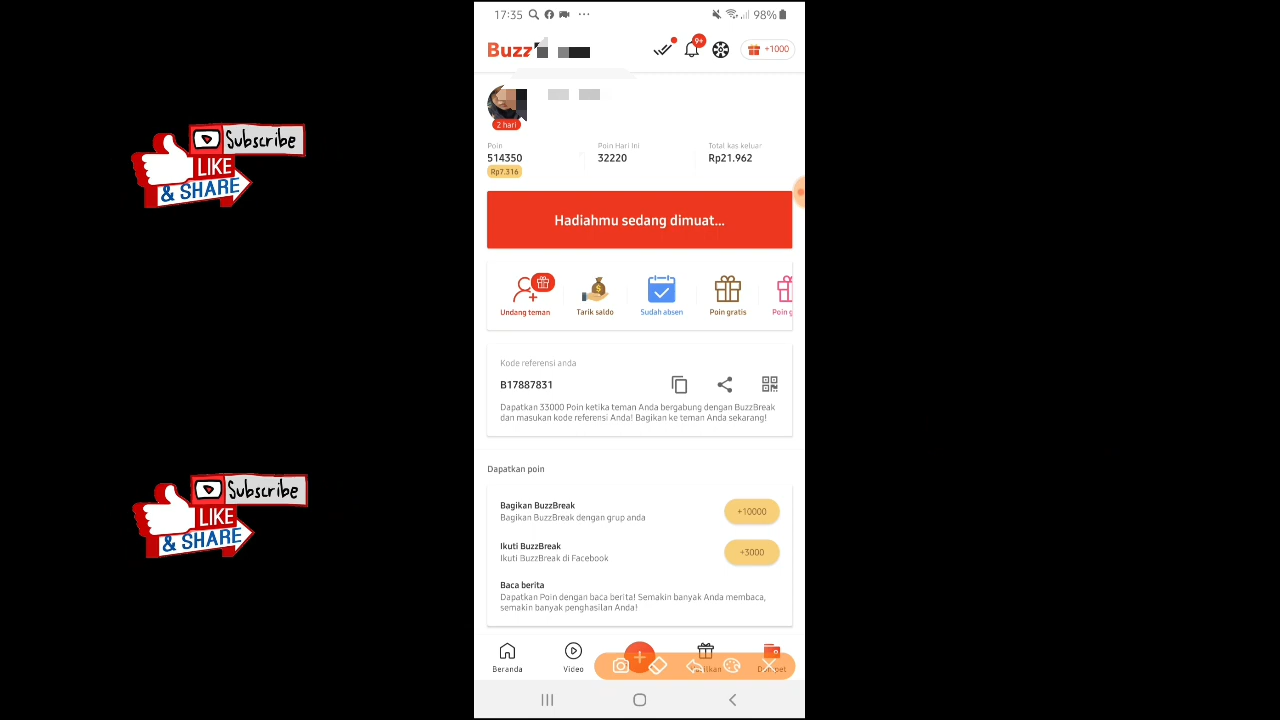 17:35
98%
Buzz
9+
+1000
2 hari
Poin
Poin Hari Ini
Total kas keluar
514350
32220
Rp21.962
Rp7.316
Hadiahmu sedang dimuat...
Undang teman
Tarik saldo
Sudah absen
Poin gratis
Poin g
Kode referensi anda
B17887831
Dapatkan 33000 Poin ketika teman Anda bergabung dengan BuzzBreak
dan masukan kode referensi Anda! Bagikan ke teman Anda sekarang!
Dapatkan poin
Bagikan BuzzBreak
Bagikan BuzzBreak dengan grup anda
+10000
Ikuti BuzzBreak
Ikuti BuzzBreak di Facebook
+3000
Baca berita
Dapatkan Poin dengan baca berita! Semakin banyak Anda membaca,
semakin banyak penghasilan Anda!
Beranda
Video
Subscribe
LIKE
& SHARE
Subscribe
LIKE
& SHARE